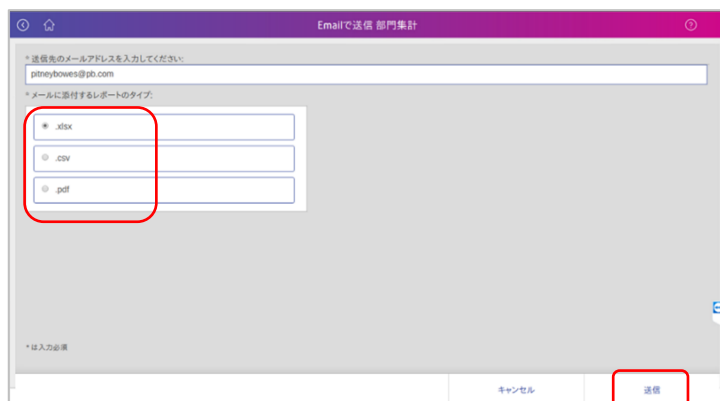 Emailで送信 部門集計
* 送信先のメールアドレスを入力してください:
pitneybowes@pb.com
* メールに添付するレポートのタイプ:
.xlsx
.csv
.pdf
* は入力必須
キャンセル
送信